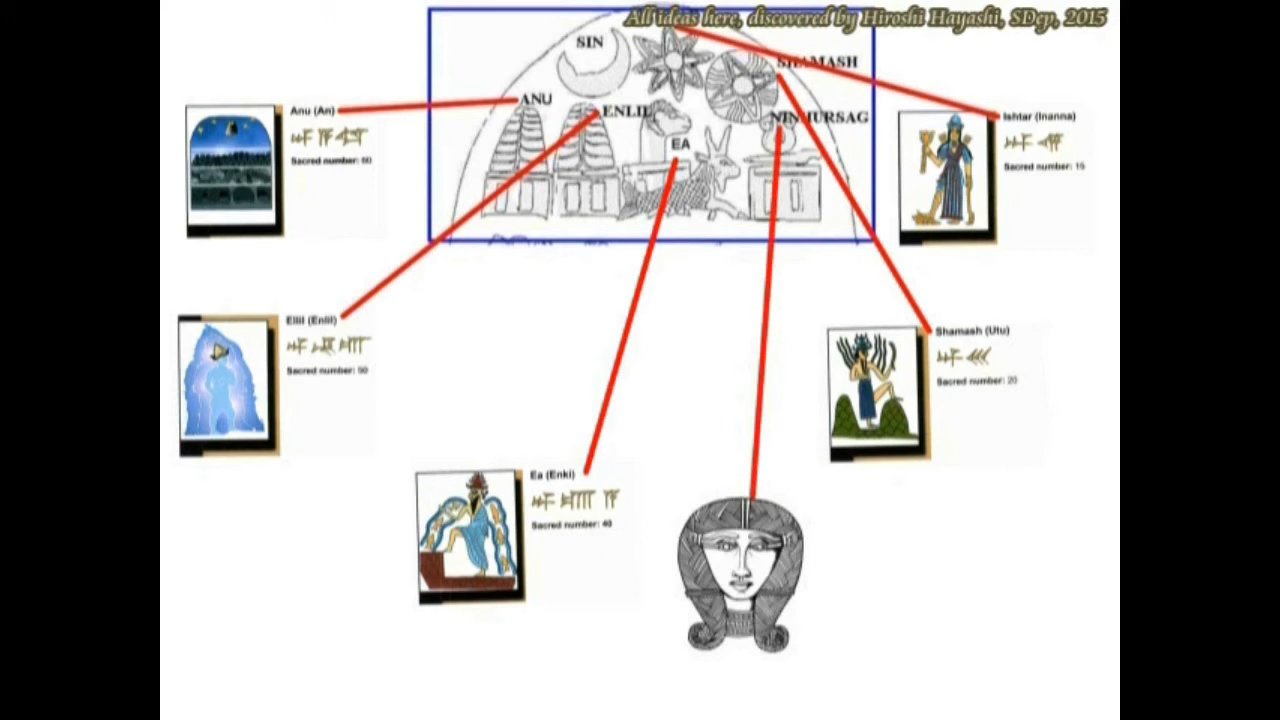 All ideas here, discovered by Hiroshi Hayashi, SDep, 2015
SIN
SHAMASH
ANU
ENLIL
NINHURSAG
EA
Anu (An)
𒀭 𒀀 𒉡
Sacred number: 60
Ishtar (Inanna)
Sacred number: 15
Ellil (Enlil)
Sacred number: 50
Shamash (Utu)
𒀭 𒌍
Sacred number: 20
Ea (Enki)
𒀭 𒂍 𒀀
Sacred number: 40